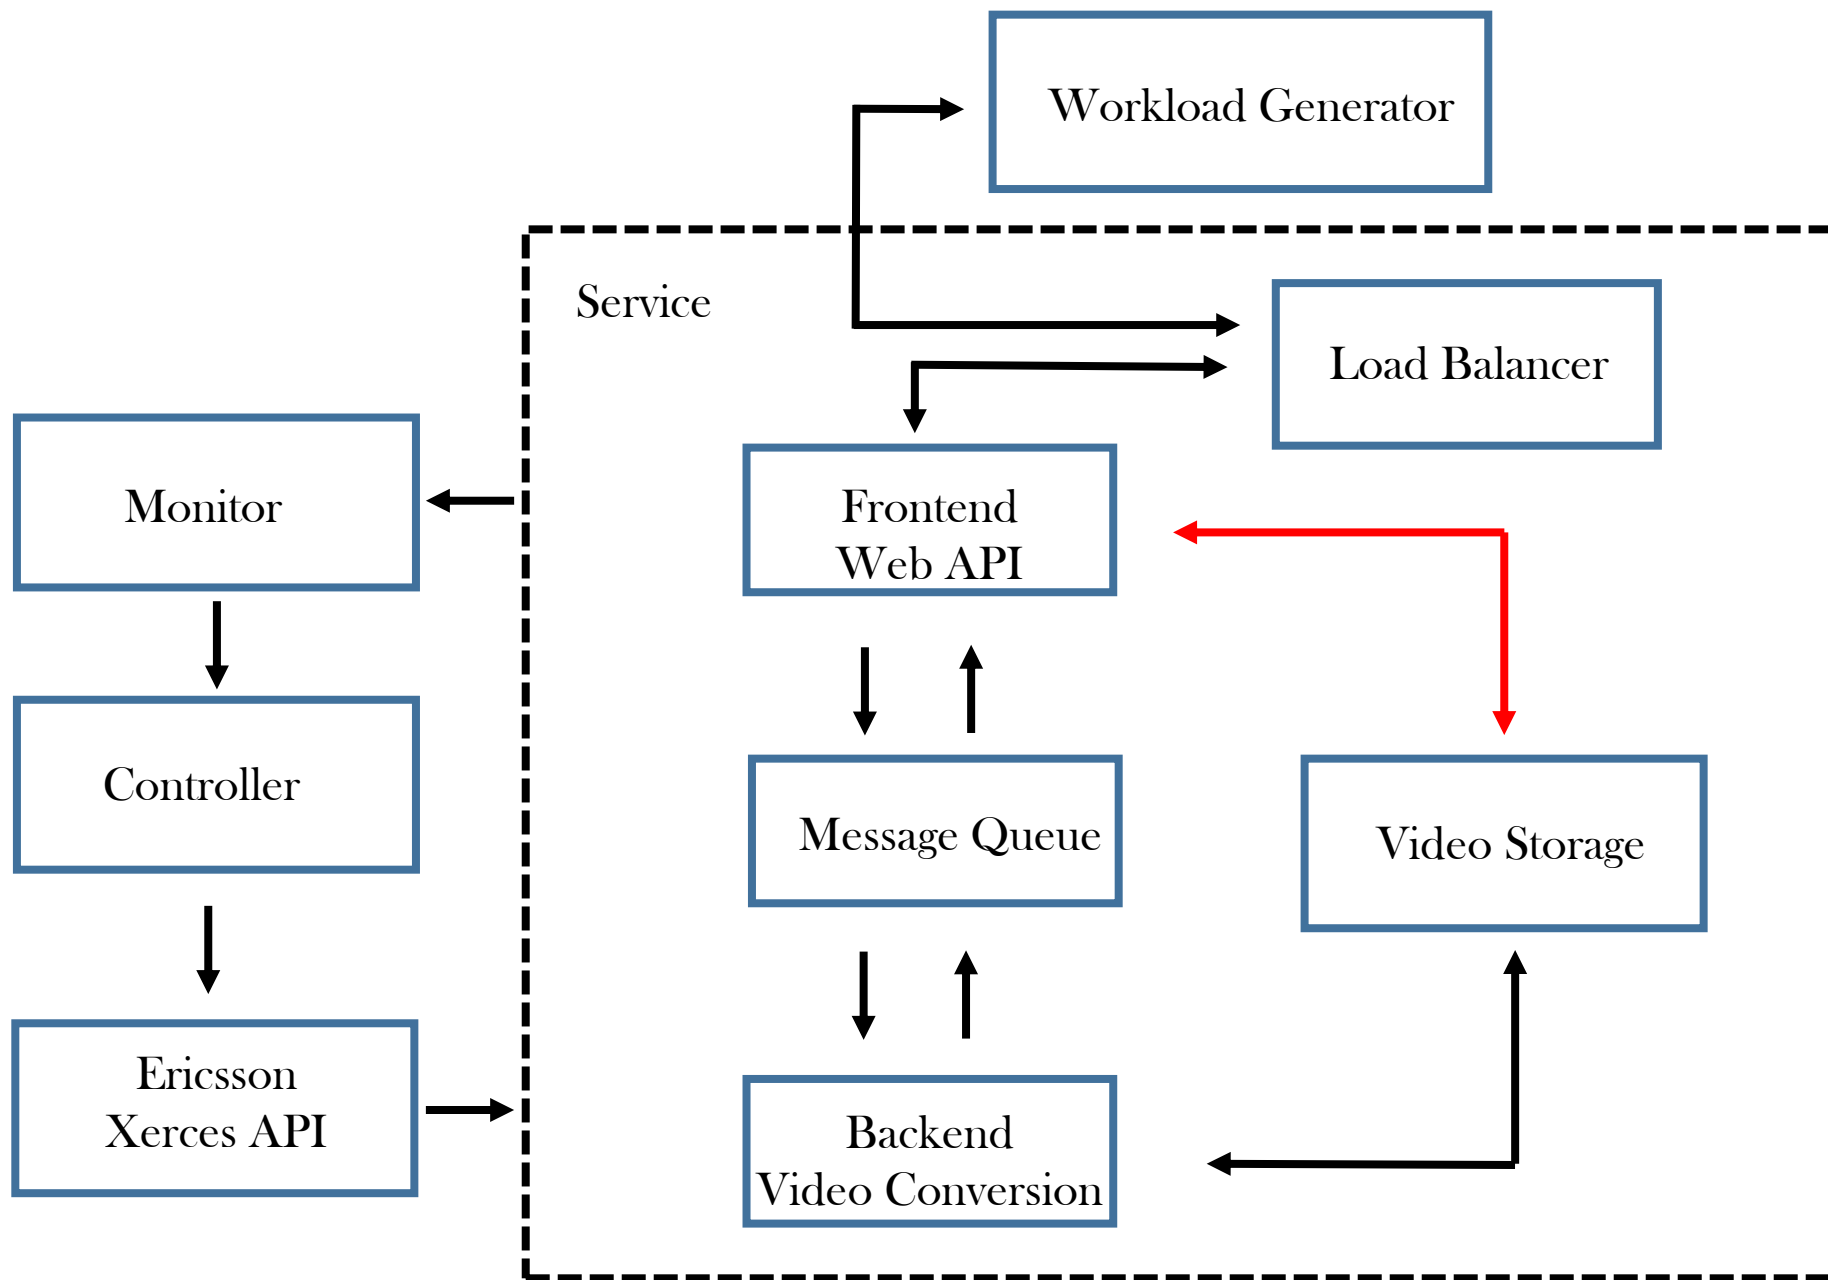 Workload Generator
Service
Load Balancer
Monitor
Frontend
Web API
Controller
Message Queue
Video Storage
Ericsson
Xerces API
Backend
Video Conversion